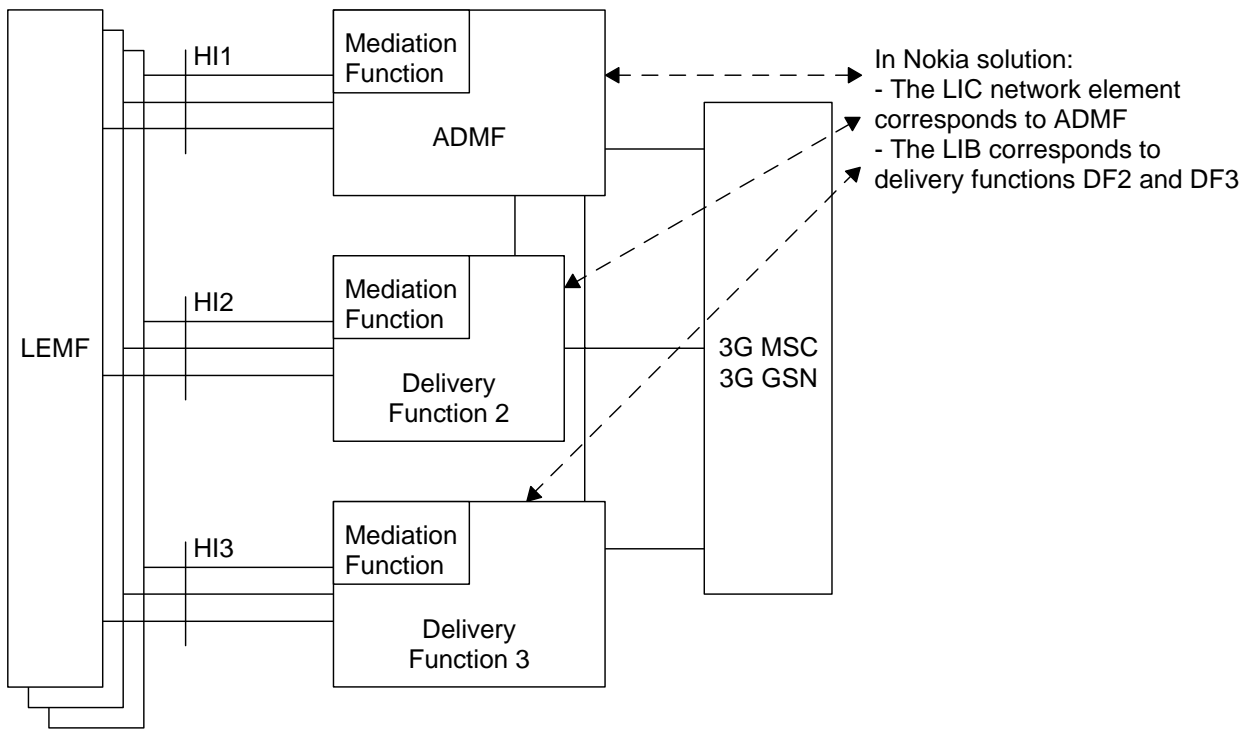 HI1
Mediation
Function
ADMF
In Nokia solution:
- The LIC network element
corresponds to ADMF
- The LIB corresponds to
delivery functions DF2 and DF3
LEMF
HI2
Mediation
Function
Delivery
Function 2
3G MSC
3G GSN
HI3
Mediation
Function
Delivery
Function 3